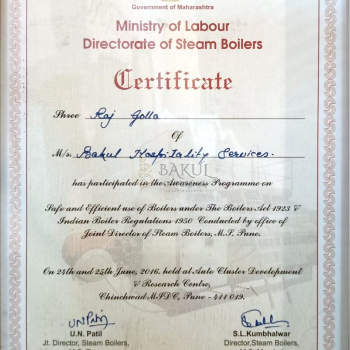 Government of Maharashtra
Ministry of Labour
Directorate of Steam Boilers
Certificate
Shree Raj Golla
Of
M/s. Bakul Hospitality Services.
BAKUL
has participated in the Awareness Programme on
Safe and Efficient use of Boilers under The Boilers Act 1923 &
Indian Boiler Regulations 1950 Conducted by office of
Joint Director of Steam Boilers, M.S. Pune.
On 24th and 25th June, 2016, held at Auto Cluster Development
& Research Centre,
Chinchwad MIDC, Pune - 411 019.
U.N. Patil S.L. Kumbhalwar
Jt. Director, Steam Boilers, Director, Steam Boilers,